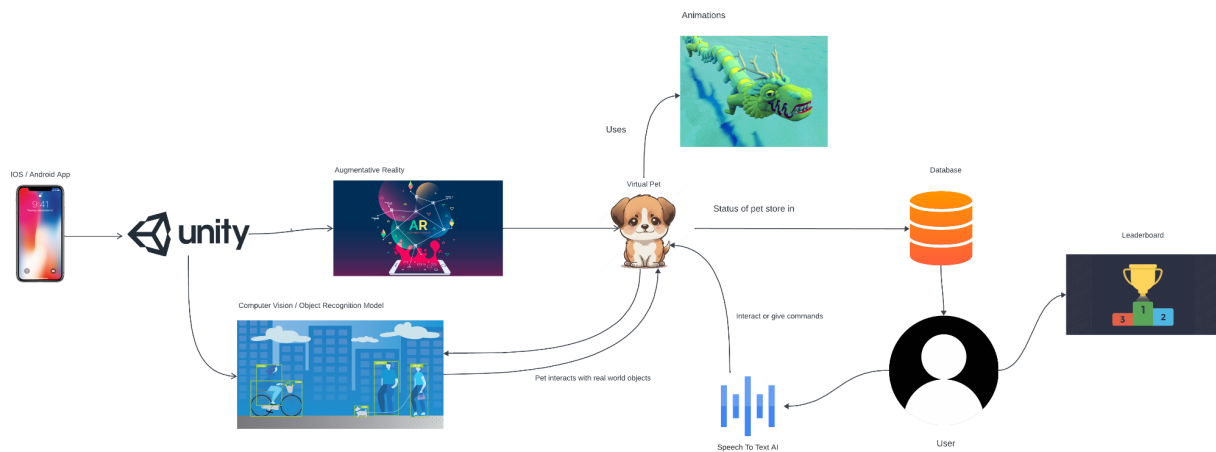 Animations
Uses
IOS / Android App
9:41
unity
Augmentative Reality
AR
Virtual Pet
Status of pet store in
Database
Leaderboard
1
2
3
Computer Vision / Object Recognition Model
Pet interacts with real world objects
Interact or give commands
Speech To Text AI
User